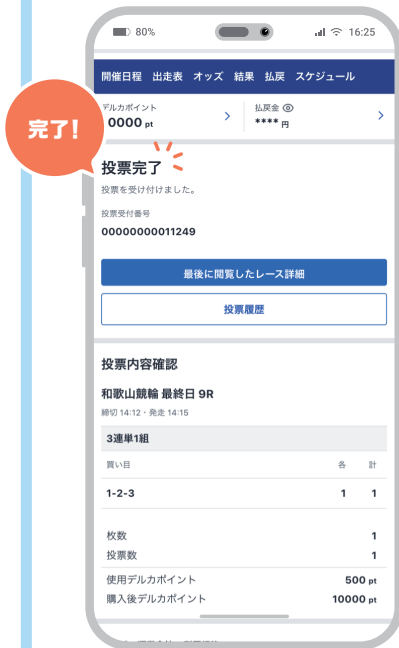 80%
16:25
開催日程 出走表 オッズ 結果 払戻 スケジュール
完了!
デルカポイント
0000 pt
払戻金
**** 円
投票完了
投票を受け付けました。
投票受付番号
00000000011249
最後に閲覧したレース詳細
投票履歴
投票内容確認
和歌山競輪 最終日 9R
締切 14:12・発走 14:15
3連単1組
買い目 各 計
1-2-3 1 1
枚数 1
投票数 1
使用デルカポイント 500 pt
購入後デルカポイント 10000 pt